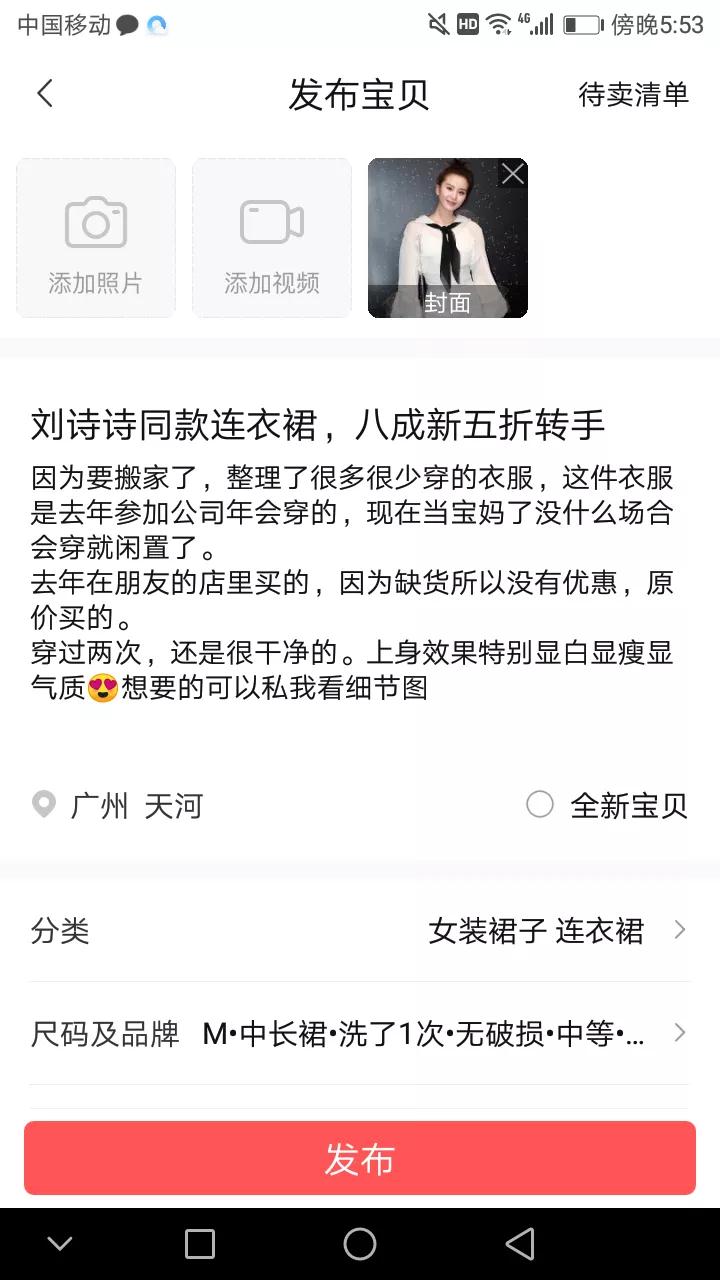 中国移动 HD 4G 傍晚5:53
发布宝贝 待卖清单
添加照片 添加视频 封面
刘诗诗同款连衣裙，八成新五折转手
因为要搬家了，整理了很多很少穿的衣服，这件衣服
是去年参加公司年会穿的，现在当宝妈了没什么场合
会穿就闲置了。
去年在朋友的店里买的，因为缺货所以没有优惠，原
价买的。
穿过两次，还是很干净的。上身效果特别显白显瘦显
气质😍想要的可以私我看细节图
广州 天河 全新宝贝
分类 女装裙子 连衣裙
尺码及品牌 M•中长裙•洗了1次•无破损•中等•...
发布